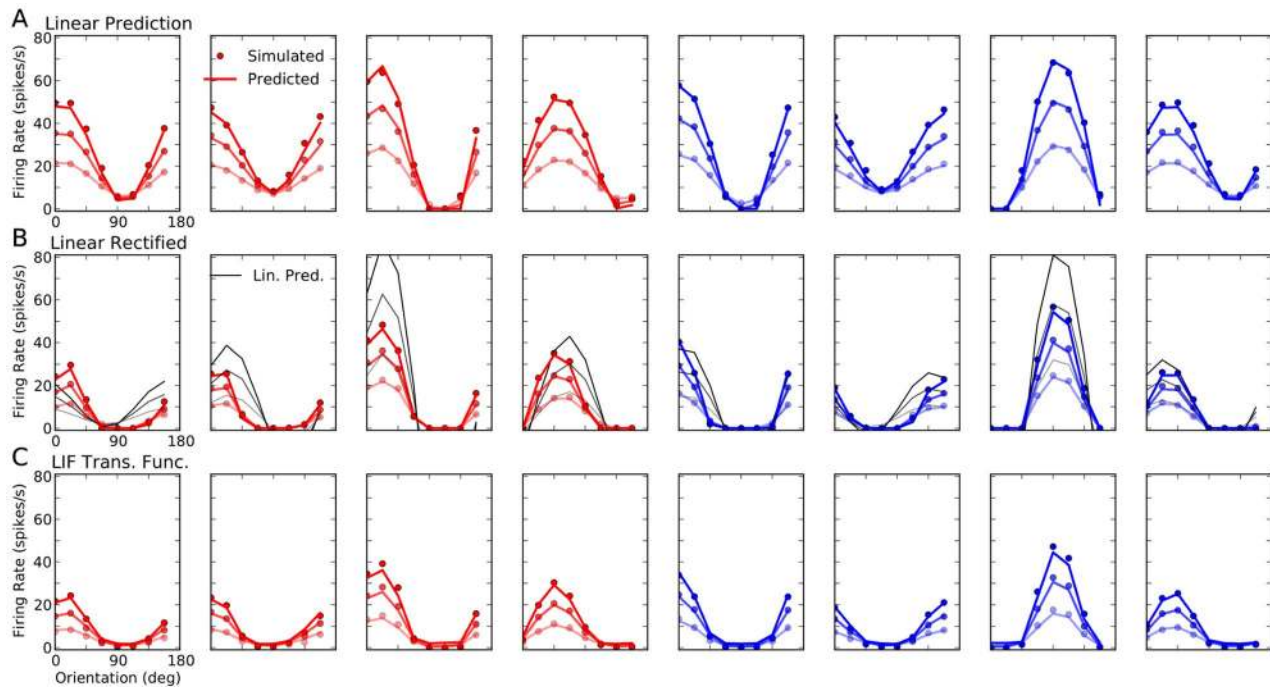 A
Linear Prediction
80
60
40
20
0
0 90 180
Firing Rate (spikes/s)
Simulated
Predicted
B
Linear Rectified
80
60
40
20
0
0 90 180
Firing Rate (spikes/s)
Lin. Pred.
C
LIF Trans. Func.
80
60
40
20
0
0 90 180
Firing Rate (spikes/s)
Orientation (deg)